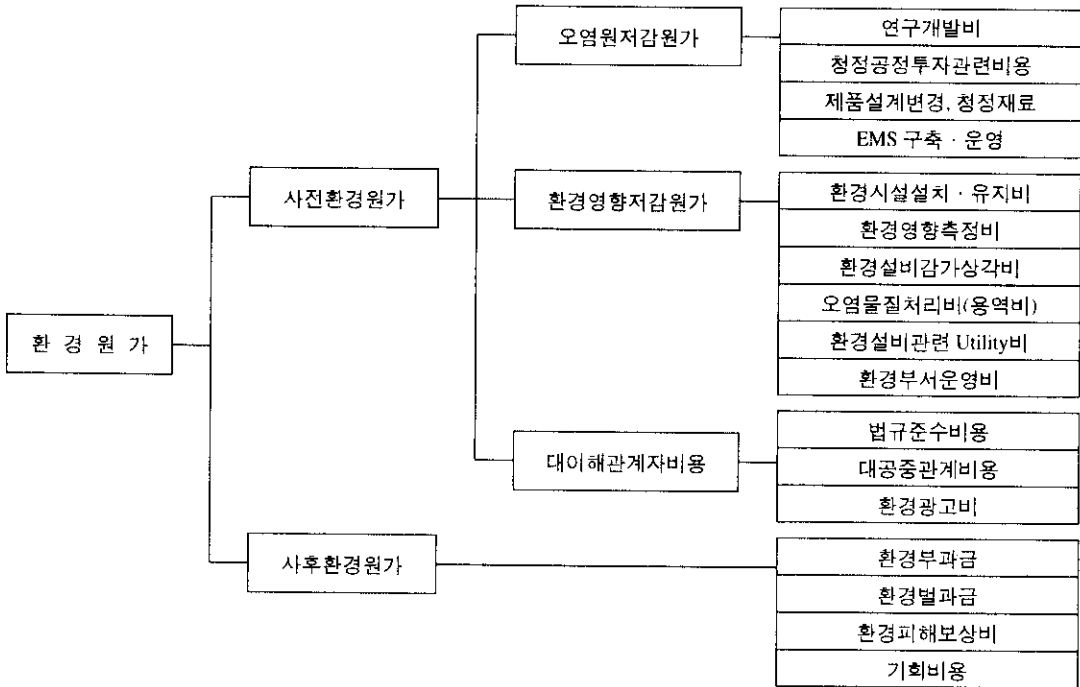 환 경 원 가
사전환경원가
오염원저감원가
연구개발비
청정공정투자관련비용
제품설계변경, 청정재료
EMS 구축 · 운영
환경영향저감원가
환경시설설치 · 유지비
환경영향측정비
환경설비감가상각비
오염물질처리비(용역비)
환경설비관련 Utility비
환경부서운영비
대이해관계자비용
법규준수비용
대공중관계비용
환경광고비
사후환경원가
환경부과금
환경벌과금
환경피해보상비
기회비용